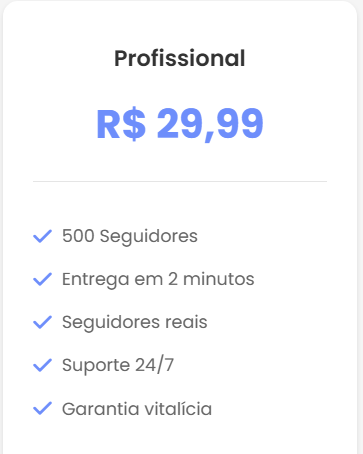 Profissional
R$ 29,99
500 Seguidores
Entrega em 2 minutos
Seguidores reais
Suporte 24/7
Garantia vitalícia